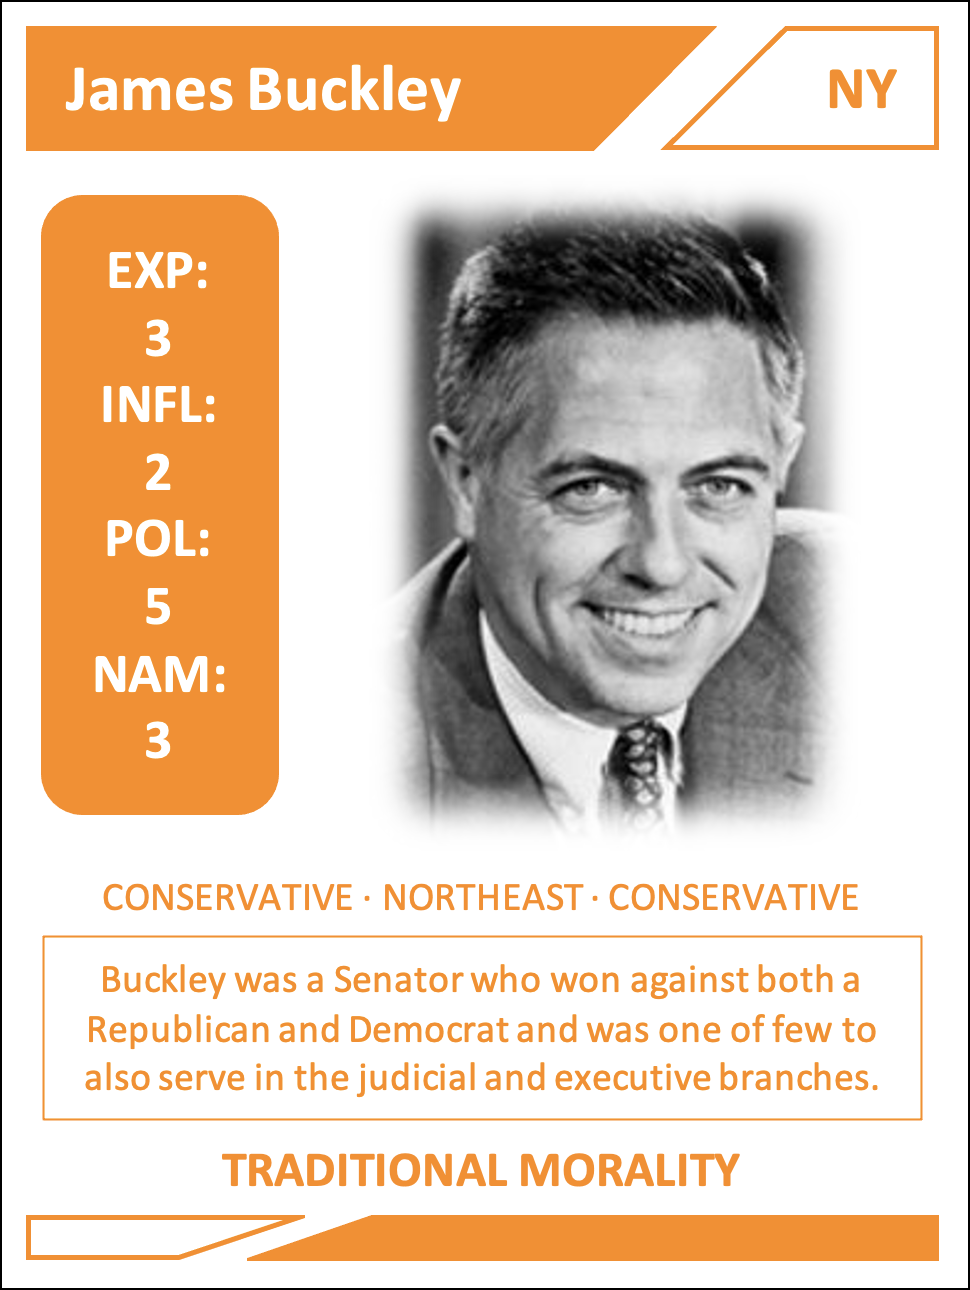 James Buckley
NY
EXP:
3
INFL:
2
POL:
5
NAM:
3
CONSERVATIVE · NORTHEAST · CONSERVATIVE
Buckley was a Senator who won against both a
Republican and Democrat and was one of few to
also serve in the judicial and executive branches.
TRADITIONAL MORALITY